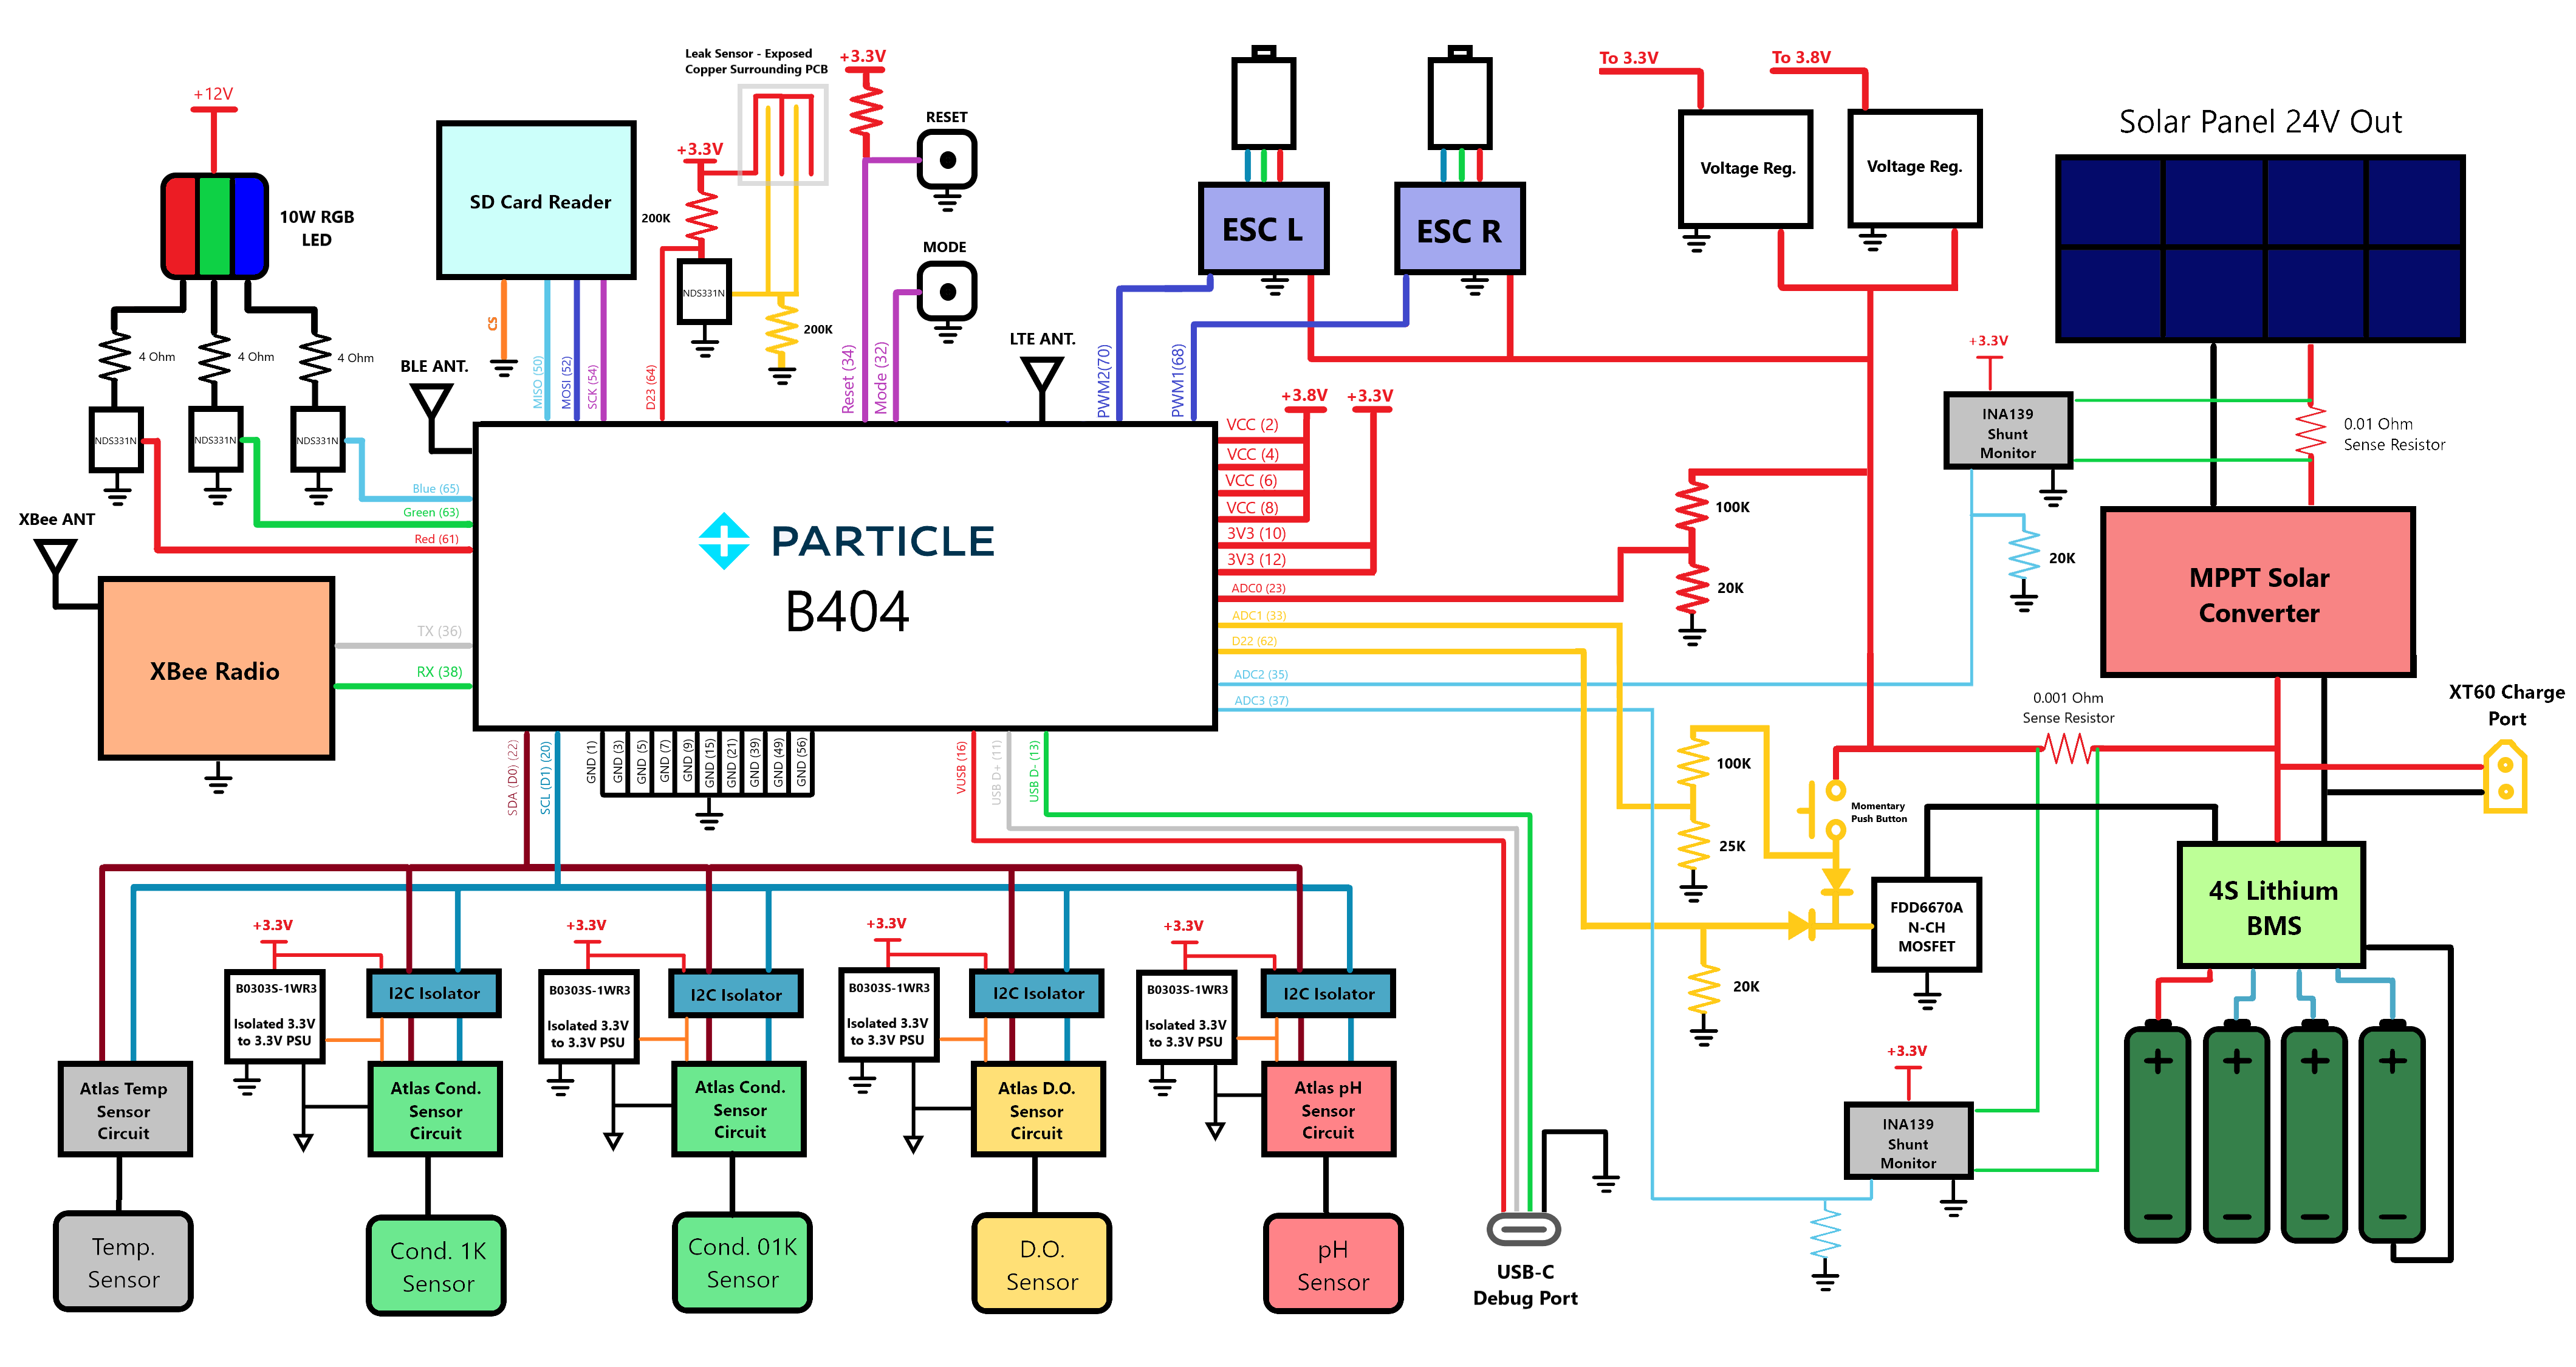 Leak Sensor - Exposed
Copper Surrounding PCB
+3.3V
To 3.3V
To 3.8V
+12V
RESET
Solar Panel 24V Out
+3.3V
Voltage Reg.
Voltage Reg.
SD Card Reader
10W RGB
LED
200K
ESC L
ESC R
MODE
NDS331N
CS
200K
4 Ohm
4 Ohm
4 Ohm
LTE ANT.
+3.3V
BLE ANT.
MISO (50)
MOSI (52)
SCK (54)
D23 (64)
Reset (34)
Mode (32)
PWM2(70)
PWM1(68)
+3.8V
+3.3V
INA139
Shunt
Monitor
0.01 Ohm
Sense Resistor
NDS331N
NDS331N
NDS331N
VCC (2)
VCC (4)
VCC (6)
VCC (8)
3V3 (10)
3V3 (12)
ADC0 (23)
ADC1 (33)
D22 (62)
ADC2 (35)
ADC3 (37)
Blue (65)
Green (63)
Red (61)
XBee ANT
PARTICLE
B404
100K
20K
20K
MPPT Solar
Converter
XBee Radio
TX (36)
RX (38)
0.001 Ohm
Sense Resistor
XT60 Charge
Port
SDA (D0) (22)
SCL (D1) (20)
GND (1)
GND (3)
GND (5)
GND (7)
GND (9)
GND (15)
GND (21)
GND (39)
GND (49)
GND (56)
VUSB (16)
USB D+ (11)
USB D- (13)
100K
25K
Momentary
Push Button
FDD6670A
N-CH
MOSFET
4S Lithium
BMS
20K
+3.3V
+3.3V
+3.3V
+3.3V
B0303S-1WR3
Isolated 3.3V
to 3.3V PSU
I2C Isolator
B0303S-1WR3
Isolated 3.3V
to 3.3V PSU
I2C Isolator
B0303S-1WR3
Isolated 3.3V
to 3.3V PSU
I2C Isolator
B0303S-1WR3
Isolated 3.3V
to 3.3V PSU
I2C Isolator
+3.3V
Atlas Temp
Sensor
Circuit
Atlas Cond.
Sensor
Circuit
Atlas Cond.
Sensor
Circuit
Atlas D.O.
Sensor
Circuit
Atlas pH
Sensor
Circuit
INA139
Shunt
Monitor
Temp.
Sensor
Cond. 1K
Sensor
Cond. 01K
Sensor
D.O.
Sensor
pH
Sensor
USB-C
Debug Port